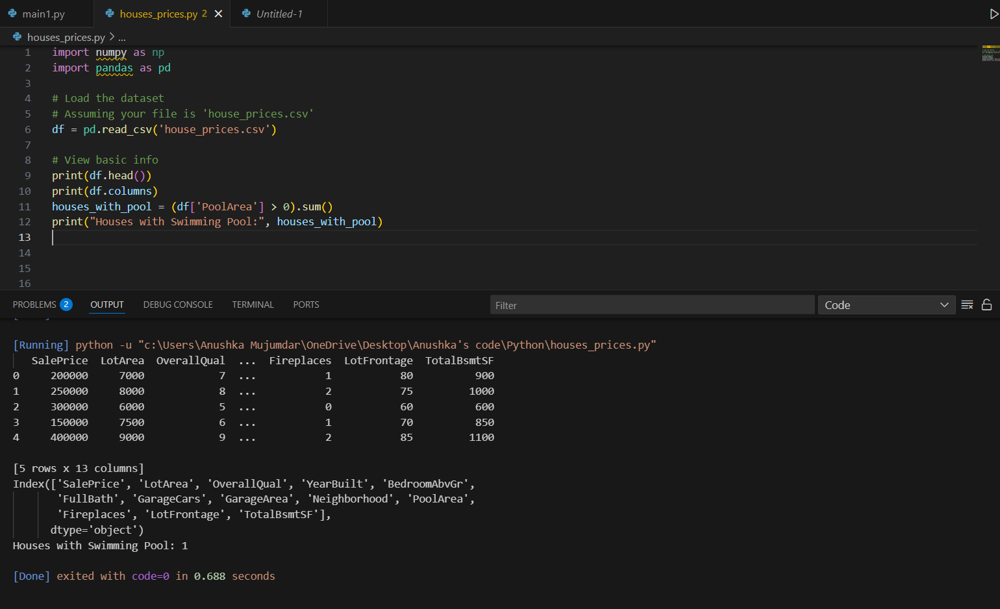 main1.py houses_prices.py 2 Untitled-1
houses_prices.py > ...
1 import numpy as np
2 import pandas as pd
3
4 # Load the dataset
5 # Assuming your file is 'house_prices.csv'
6 df = pd.read_csv('house_prices.csv')
7
8 # View basic info
9 print(df.head())
10 print(df.columns)
11 houses_with_pool = (df['PoolArea'] > 0).sum()
12 print("Houses with Swimming Pool:", houses_with_pool)
13
14
15
16
PROBLEMS 2 OUTPUT DEBUG CONSOLE TERMINAL PORTS Filter Code
[Running] python -u "c:\Users\Anushka Mujumdar\OneDrive\Desktop\Anushka's code\Python\houses_prices.py"
SalePrice LotArea OverallQual ... Fireplaces LotFrontage TotalBsmtSF
0 200000 7000 7 ... 1 80 900
1 250000 8000 8 ... 2 75 1000
2 300000 6000 5 ... 0 60 600
3 150000 7500 6 ... 1 70 850
4 400000 9000 9 ... 2 85 1100
[5 rows x 13 columns]
Index(['SalePrice', 'LotArea', 'OverallQual', 'YearBuilt', 'BedroomAbvGr',
'FullBath', 'GarageCars', 'GarageArea', 'Neighborhood', 'PoolArea',
'Fireplaces', 'LotFrontage', 'TotalBsmtSF'],
dtype='object')
Houses with Swimming Pool: 1
[Done] exited with code=0 in 0.688 seconds